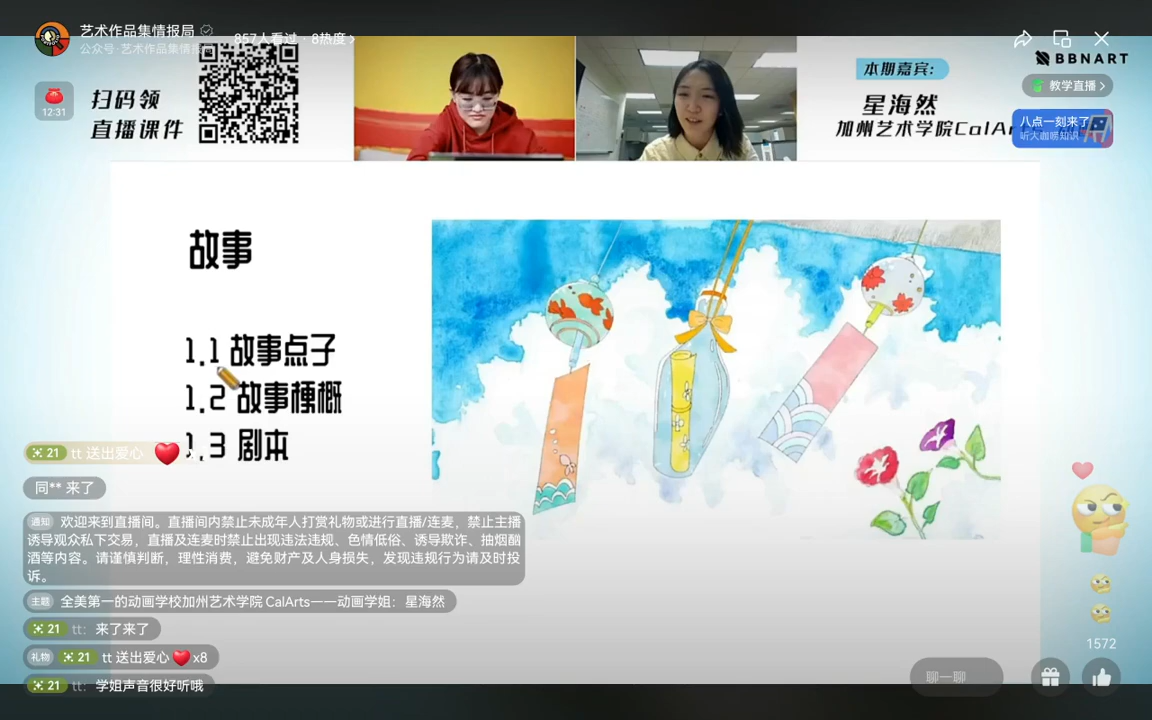 艺术作品集情报局
公众号·艺术作品集情报局
857人看过·8热度
12:31
扫码领
直播课件
本期嘉宾：
星海然
加州艺术学院CalAr
BBNART
教学直播
八点一刻来了
听大咖唠知识
故事
1.1 故事点子
1.2 故事梗概
1.3 剧本
21 tt 送出爱心
同** 来了
通知 欢迎来到直播间。直播间内禁止未成年人打赏礼物或进行直播/连麦，禁止主播
诱导观众私下交易，直播及连麦时禁止出现违法违规、色情低俗、诱导欺诈、抽烟酗
酒等内容。请谨慎判断，理性消费，避免财产及人身损失，发现违规行为请及时投
诉。
主题 全美第一的动画学校加州艺术学院CalArts——动画学姐：星海然
21 tt: 来了来了
礼物 21 tt 送出爱心 x8
21 tt: 学姐声音很好听哦
1572
聊一聊